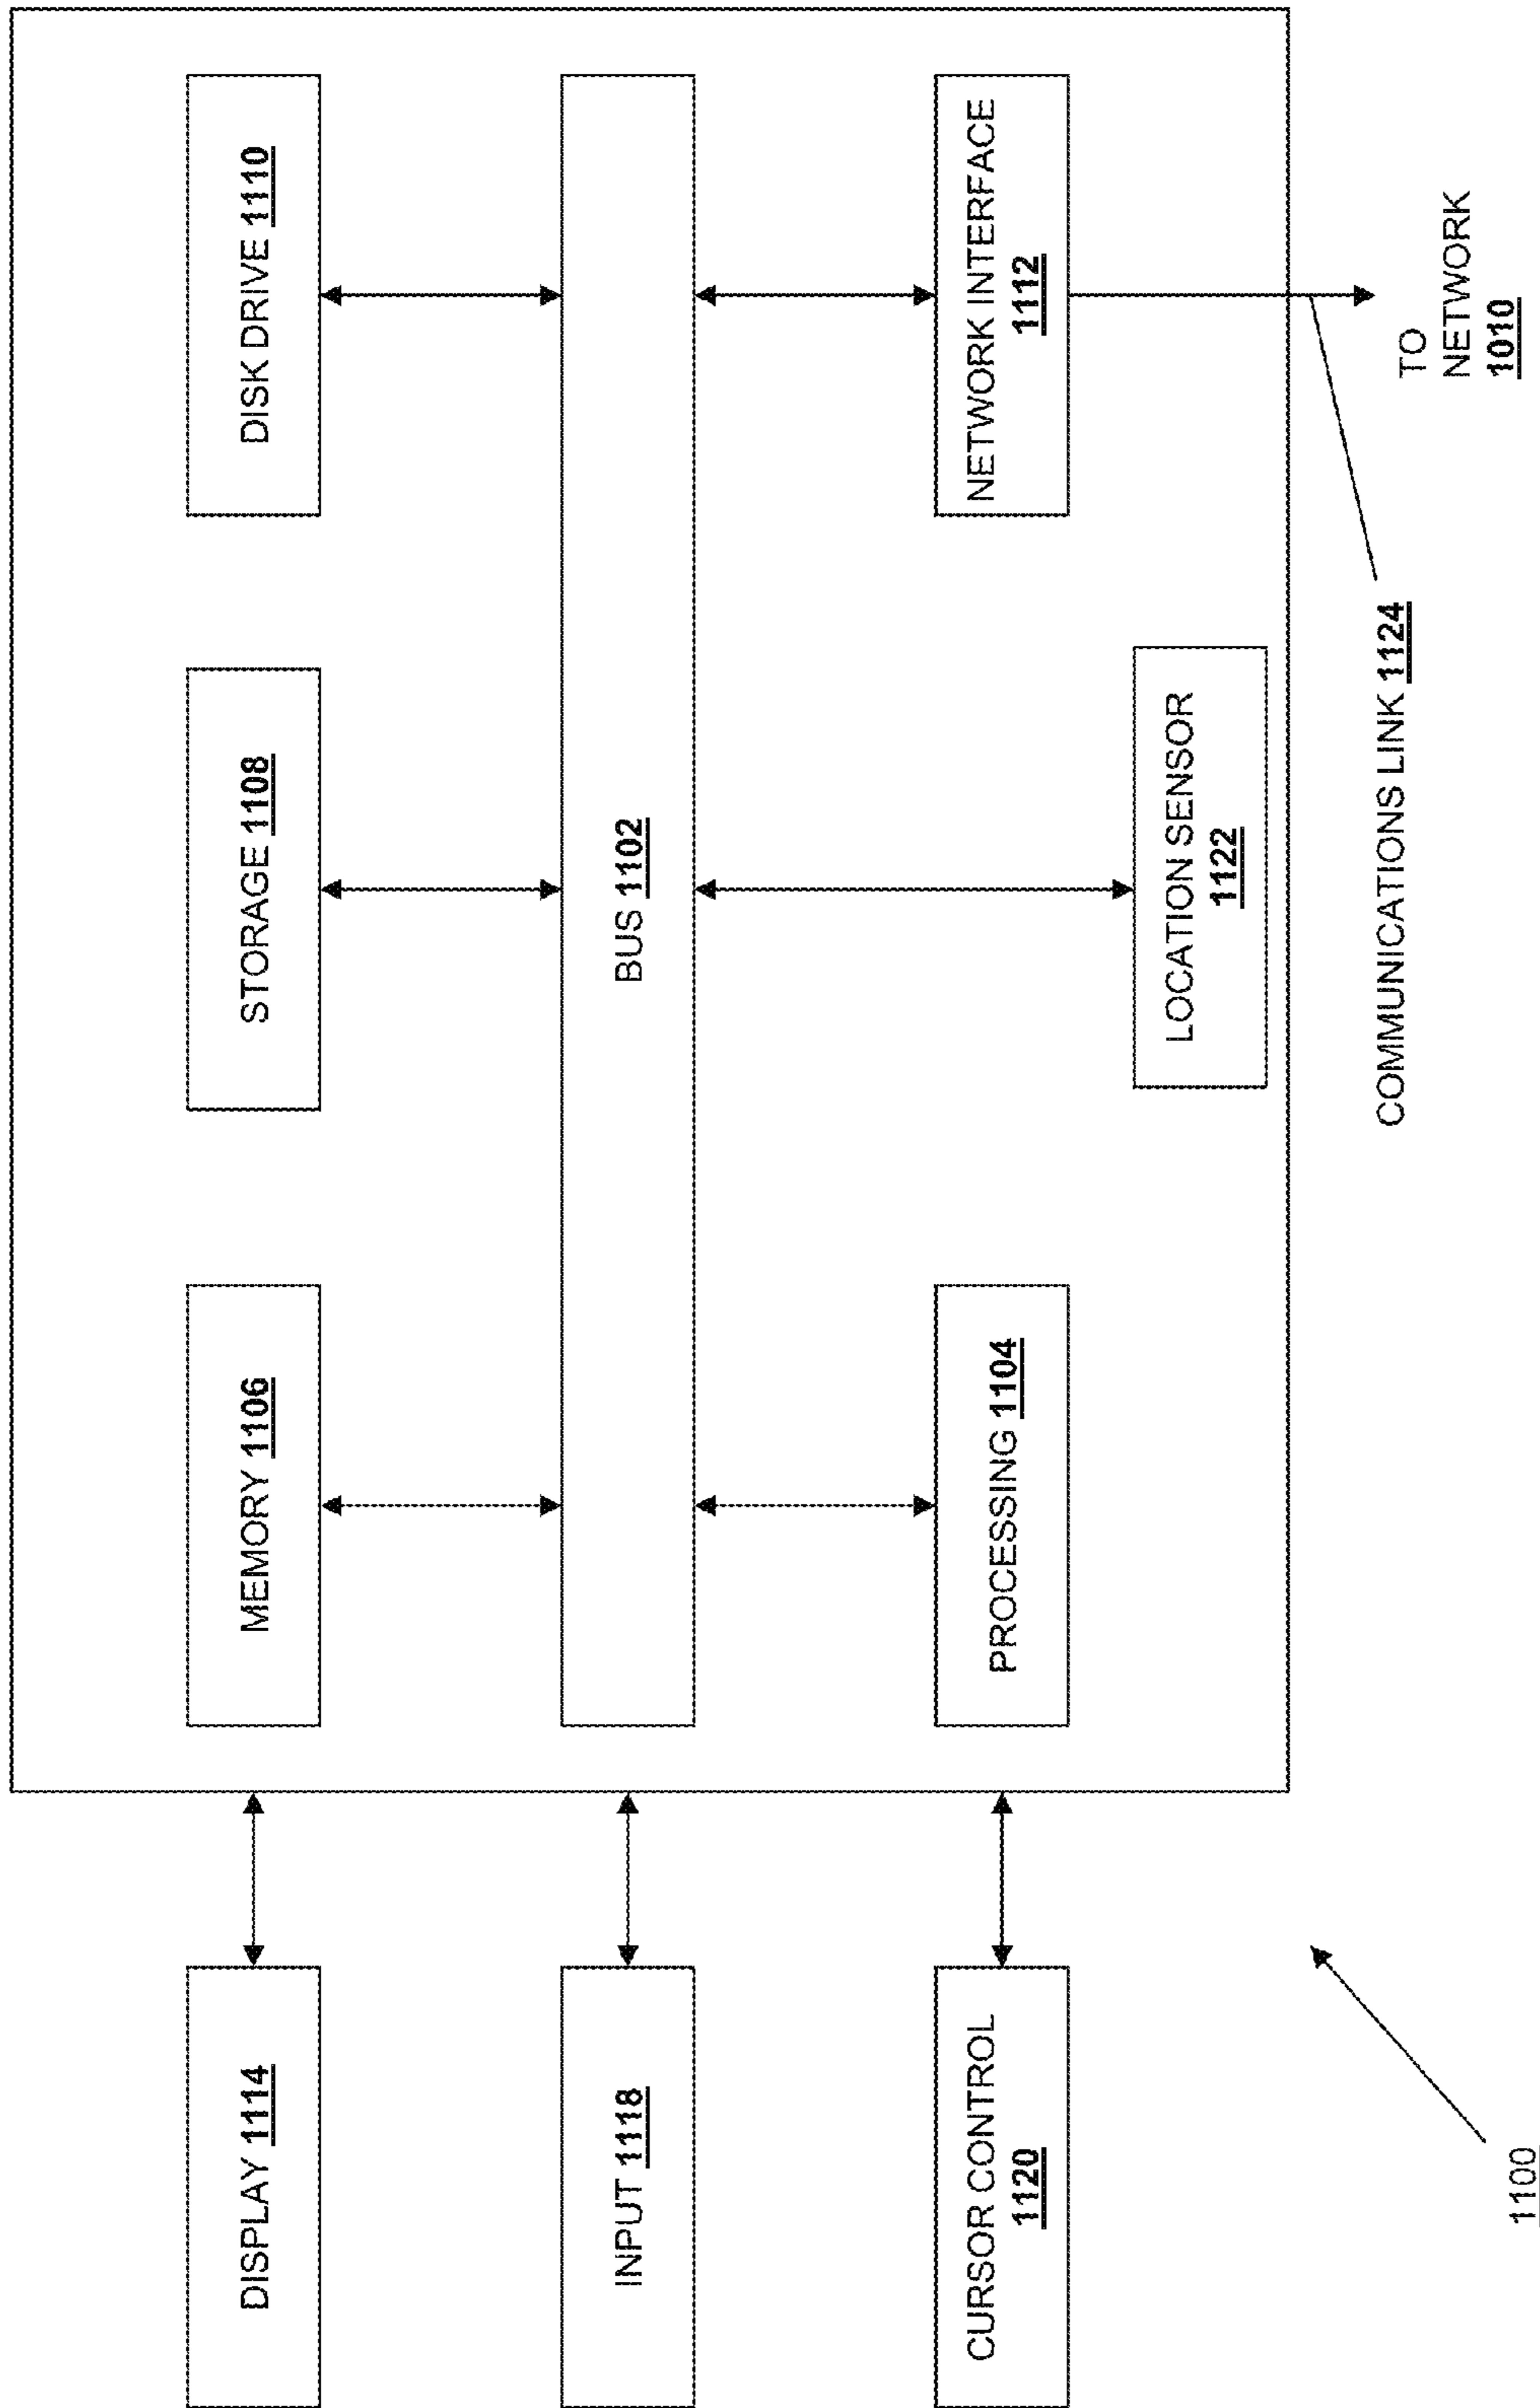 DISPLAY 1114
MEMORY 1106
STORAGE 1108
DISK DRIVE 1110
INPUT 1118
BUS 1102
CURSOR CONTROL
1120
PROCESSING 1104
NETWORK INTERFACE
1112
LOCATION SENSOR
1122
COMMUNICATIONS LINK 1124
TO
NETWORK
1010
1100